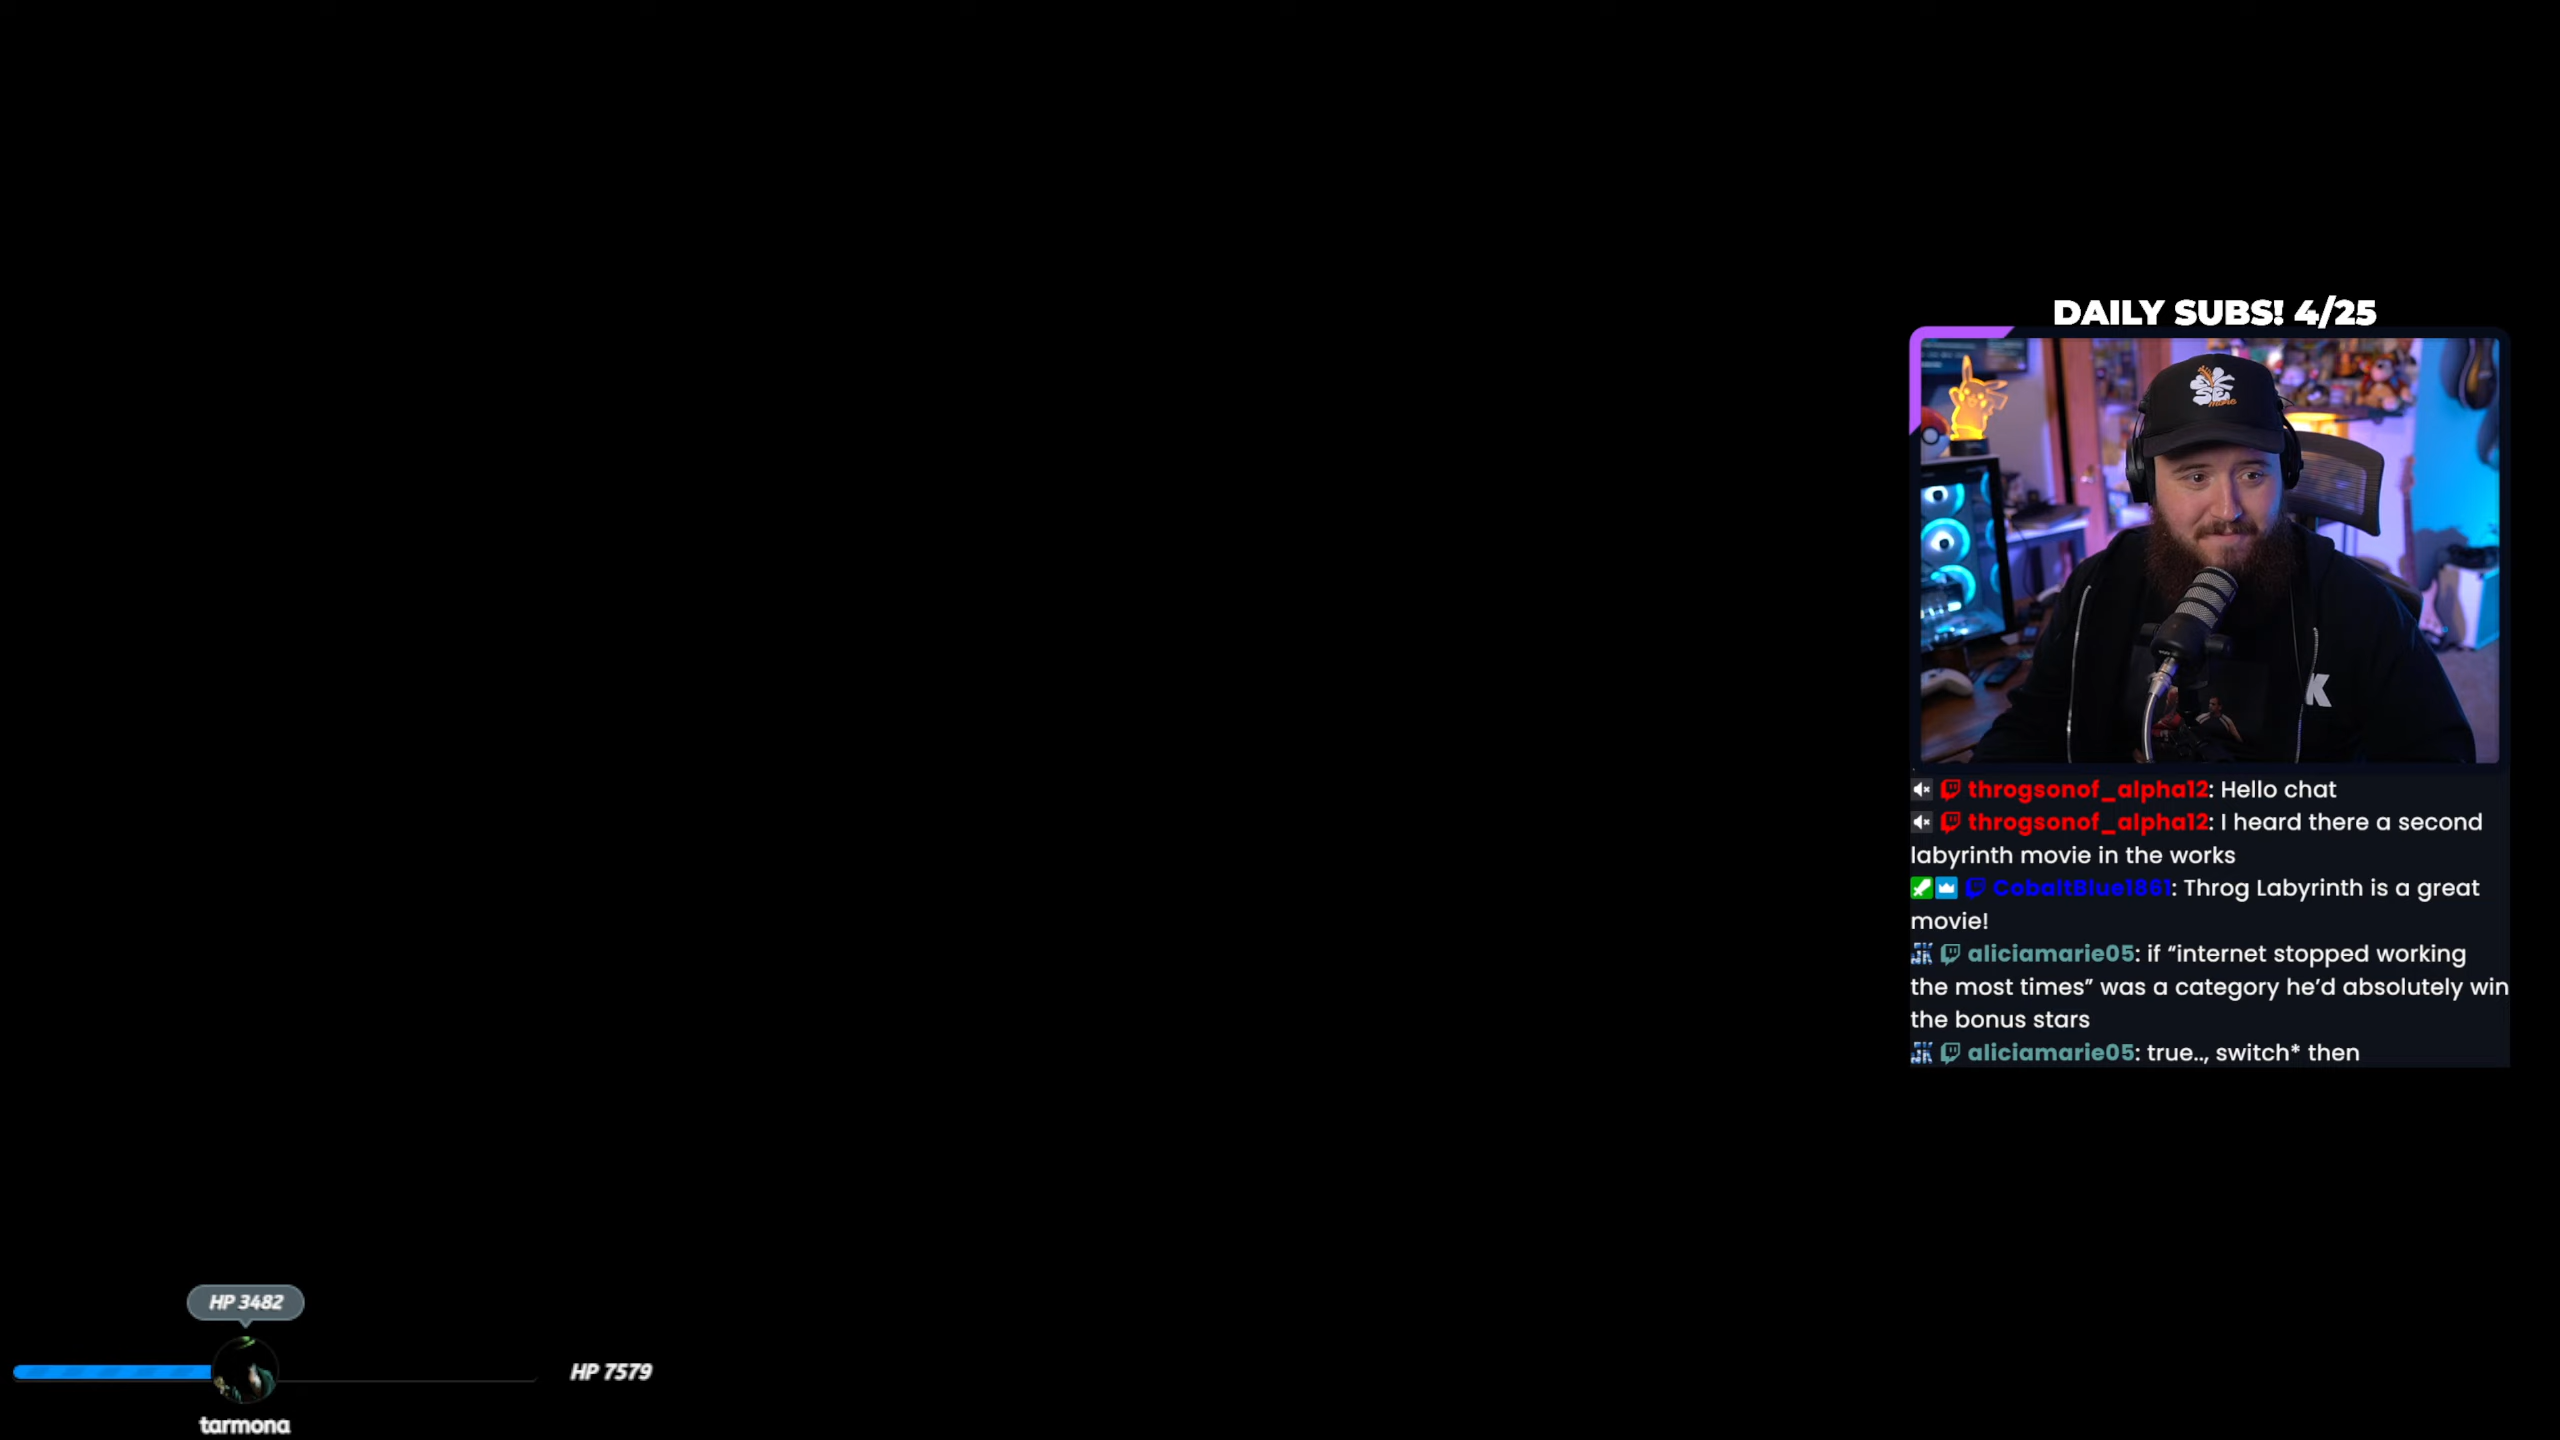 DAILY SUBS! 4/25
SE
K
throgsonof_alpha12: Hello chat
throgsonof_alpha12: I heard there a second
labyrinth movie in the works
CobaltBlue1861: Throg Labyrinth is a great
movie!
aliciamarie05: if “internet stopped working
the most times” was a category he’d absolutely win
the bonus stars
aliciamarie05: true.., switch* then
HP 3482
HP 7579
tarmona